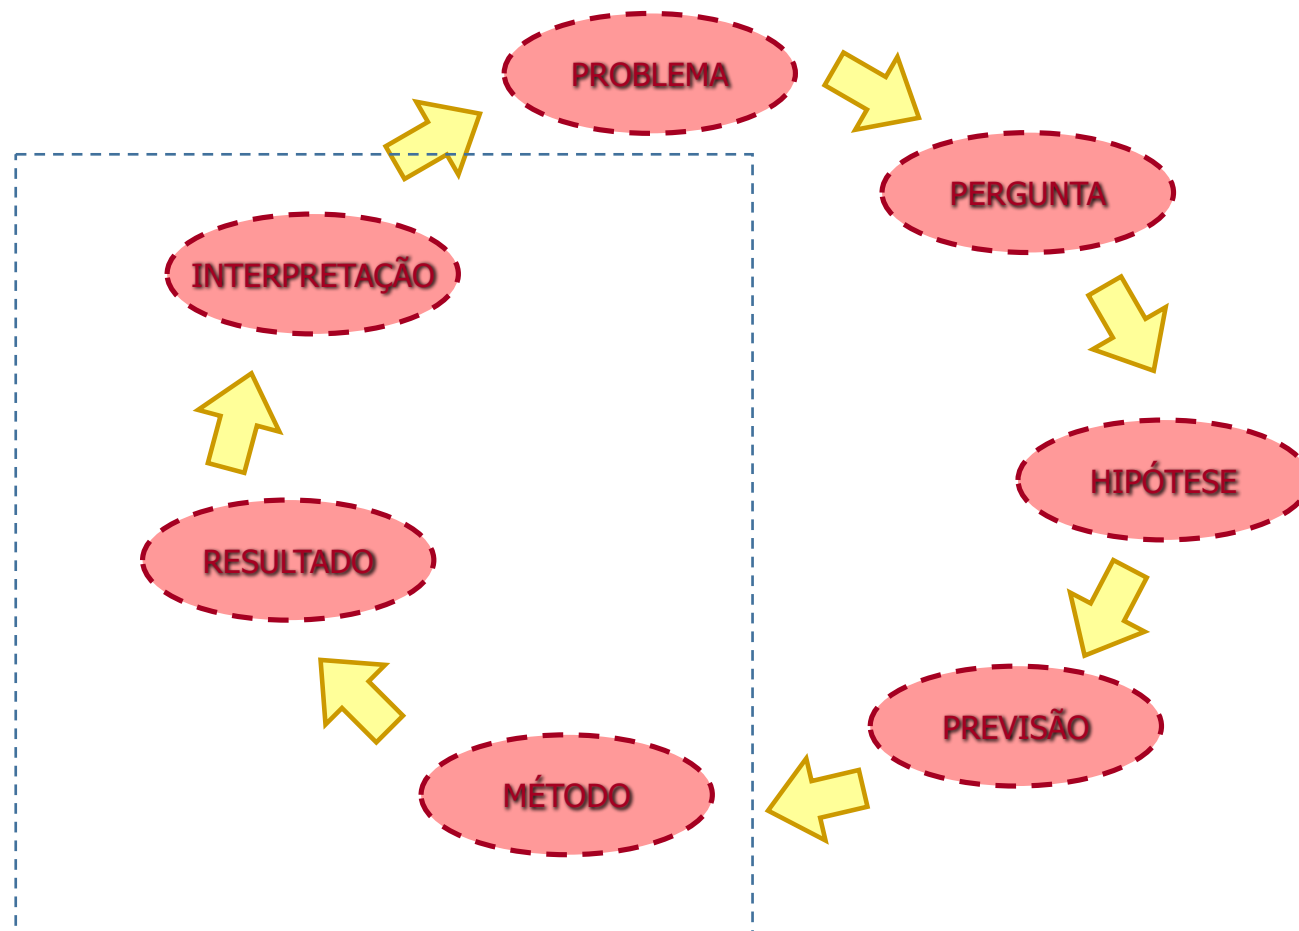 PROBLEMA
PERGUNTA
HIPÓTESE
PREVISÃO
MÉTODO
RESULTADO
INTERPRETAÇÃO